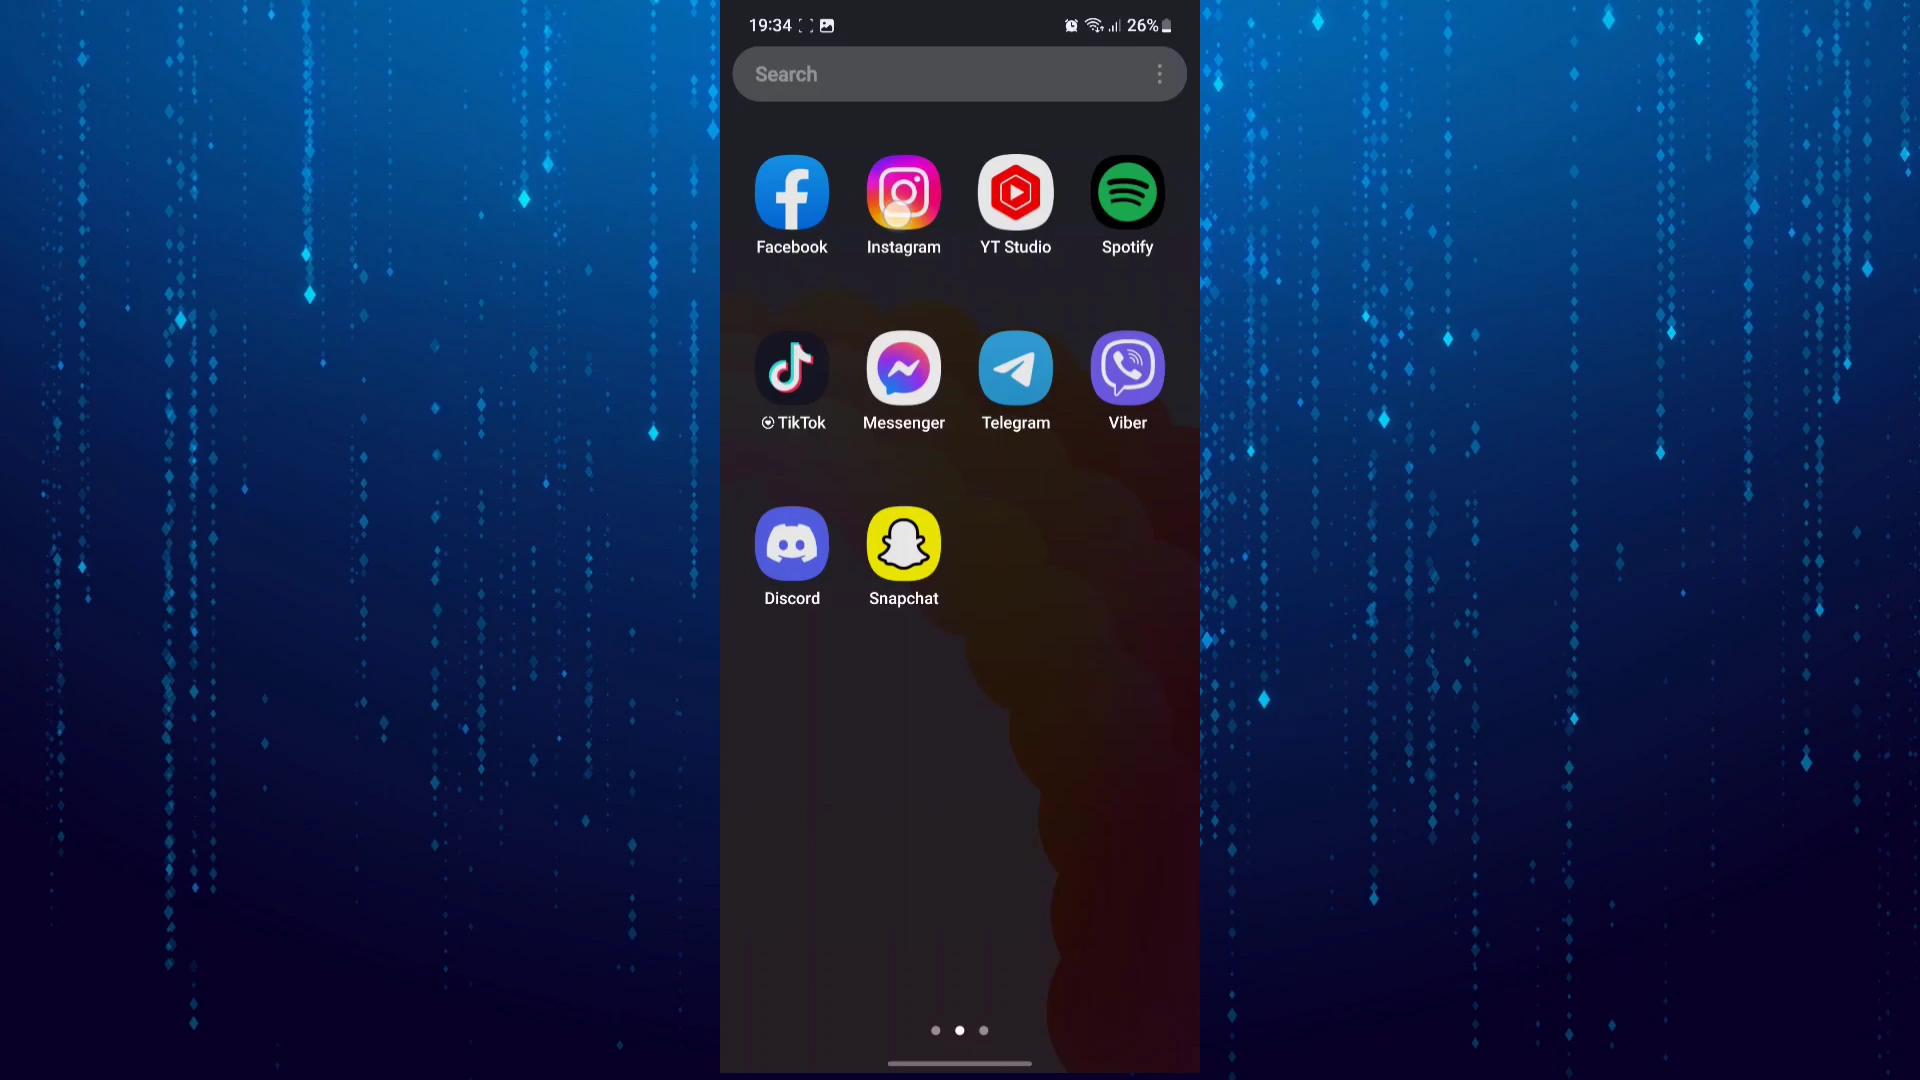 19:34 26%
Search
Facebook Instagram YT Studio Spotify
TikTok Messenger Telegram Viber
Discord Snapchat